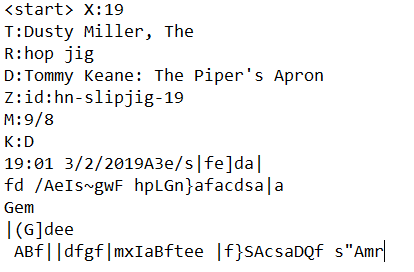 <start> X:19
T:Dusty Miller, The
R:hop jig
D:Tommy Keane: The Piper's Apron
Z:id:hn-slipjig-19
M:9/8
K:D
19:01 3/2/2019A3e/s|fe]da|
fd /AeIs~gwF hpLGn}afacdsa|a
Gem
|(G]dee
 ABf||dfgf|mxIaBftee |f}SAcsaDQf s"Amr